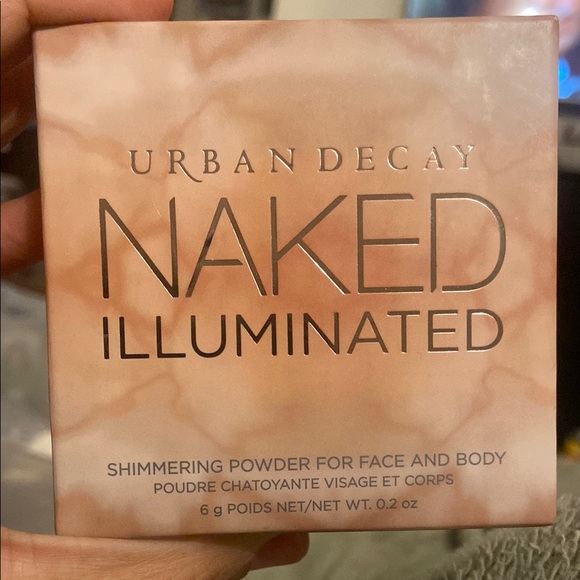 URBAN DECAY
NAKED
ILLUMINATED
SHIMMERING POWDER FOR FACE AND BODY
POUDRE CHATOYANTE VISAGE ET CORPS
6 g POIDS NET/NET WT. 0.2 oz